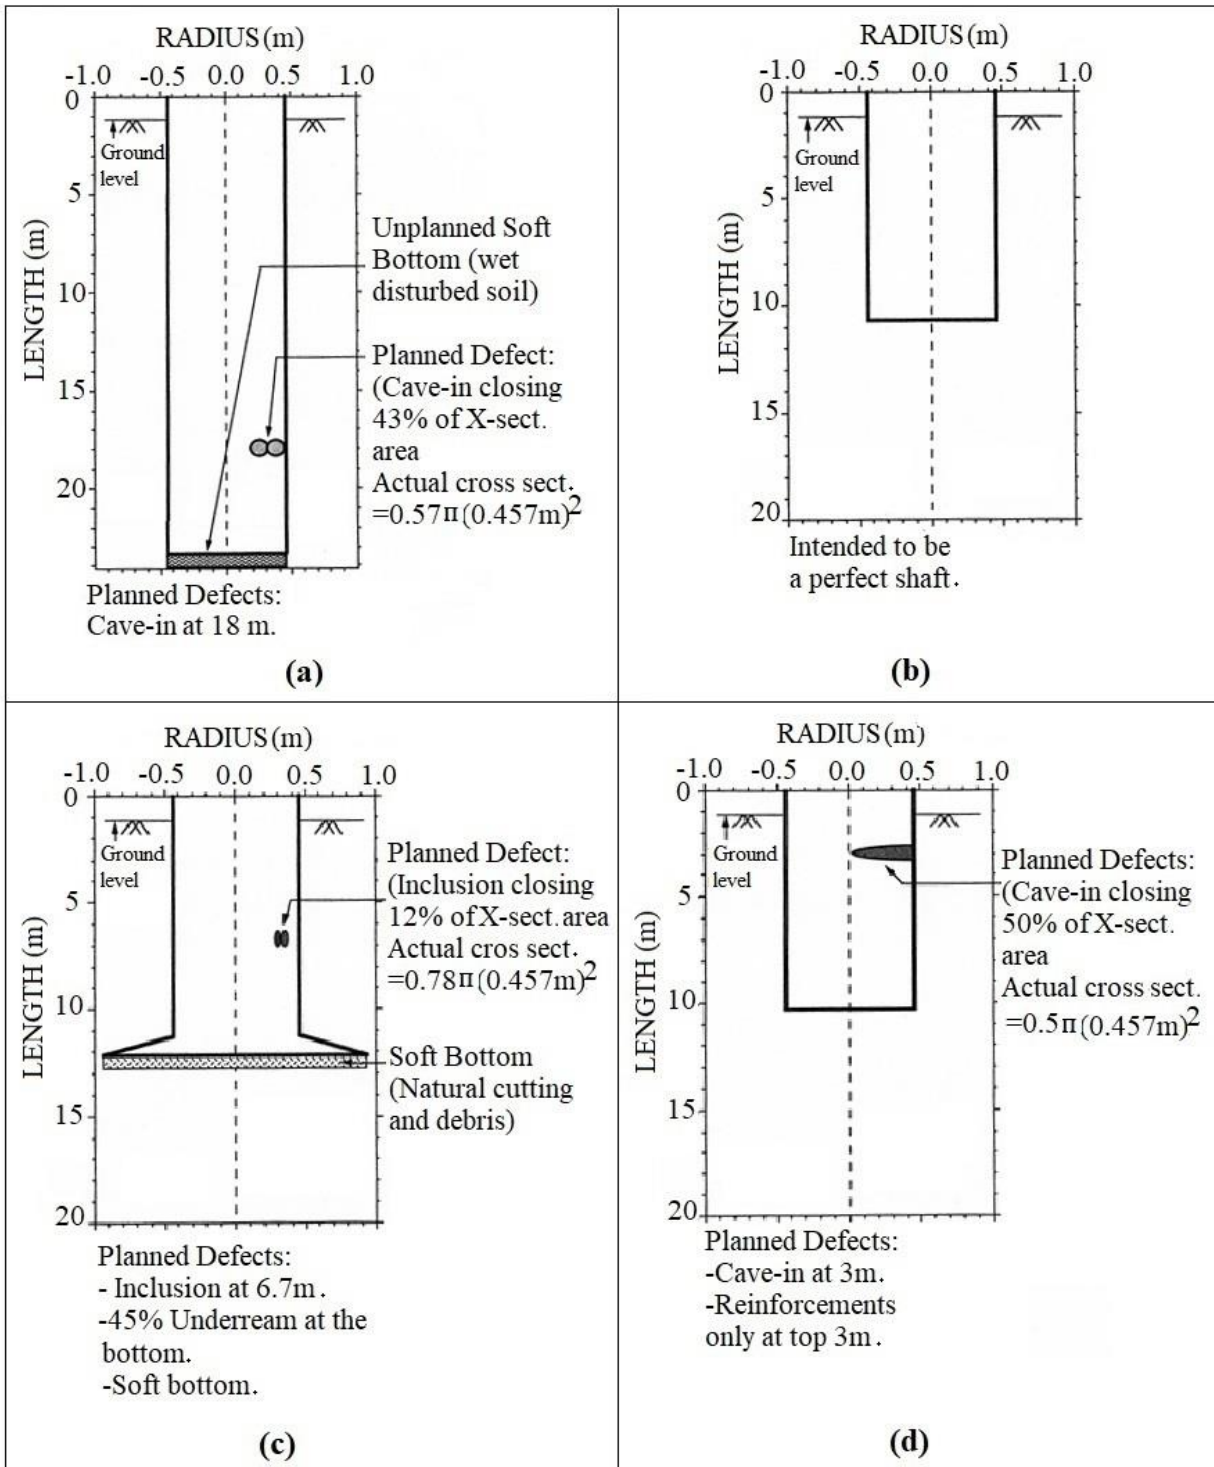 RADIUS (m)
-1.0 -0.5 0.0 0.5 1.0
0
5
10
15
20
LENGTH (m)
Ground
level
Unplanned Soft
Bottom (wet
disturbed soil)
Planned Defect:
(Cave-in closing
43% of X-sect.
area
Actual cross sect.
=0.57π(0.457m)²
Planned Defects:
Cave-in at 18 m.
(a)
RADIUS (m)
-1.0 -0.5 0.0 0.5 1.0
0
5
10
15
20
LENGTH (m)
Ground
level
Intended to be
a perfect shaft.
(b)
RADIUS (m)
-1.0 -0.5 0.0 0.5 1.0
0
5
10
15
20
LENGTH (m)
Ground
level
Planned Defect:
(Inclusion closing
12% of X-sect. area
Actual cros sect.
=0.78π(0.457m)²
Soft Bottom
(Natural cutting
and debris)
Planned Defects:
- Inclusion at 6.7m.
-45% Underream at the
bottom.
-Soft bottom.
(c)
RADIUS (m)
-1.0 -0.5 0.0 0.5 1.0
0
5
10
15
20
LENGTH (m)
Ground
level
Planned Defects:
(Cave-in closing
50% of X-sect.
area
Actual cross sect.
=0.5π(0.457m)²
Planned Defects:
-Cave-in at 3m.
-Reinforcements
only at top 3m.
(d)